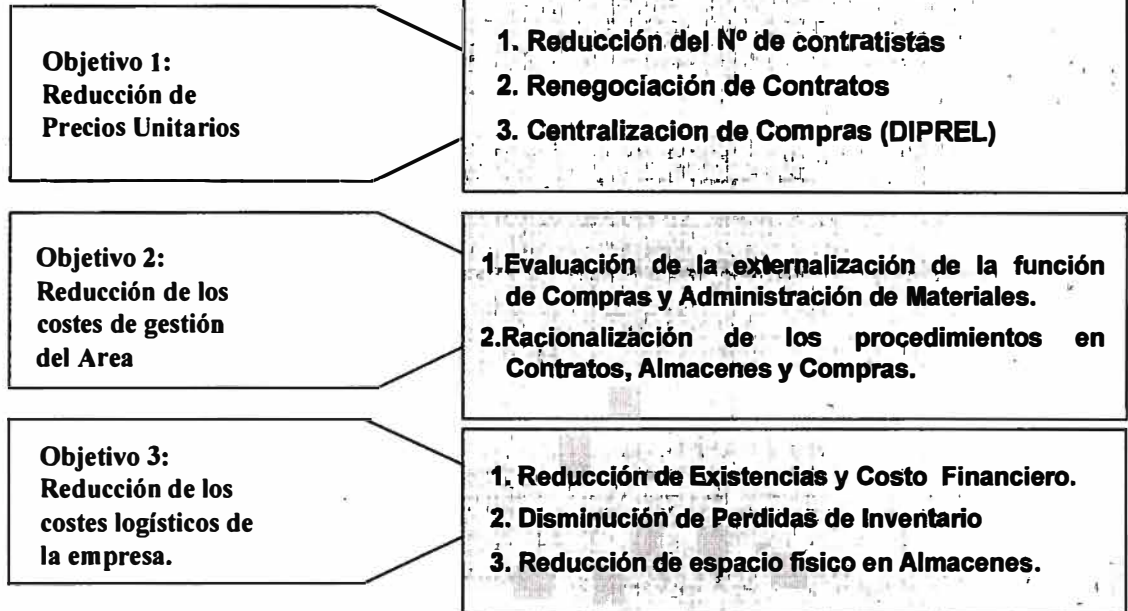 Objetivo 1:
Reducción de
Precios Unitarios
1. Reducción del Nº de contratistas
2. Renegociación de Contratos
3. Centralizacion de Compras (DIPREL)
Objetivo 2:
Reducción de los
costes de gestión
del Area
1.Evaluación de la externalización de la función
de Compras y Administración de Materiales.
2.Racionalización de los procedimientos en
Contratos, Almacenes y Compras.
Objetivo 3:
Reducción de los
costes logísticos de
la empresa.
1. Reducción de Existencias y Costo Financiero.
2. Disminución de Perdidas de Inventario
3. Reducción de espacio físico en Almacenes.